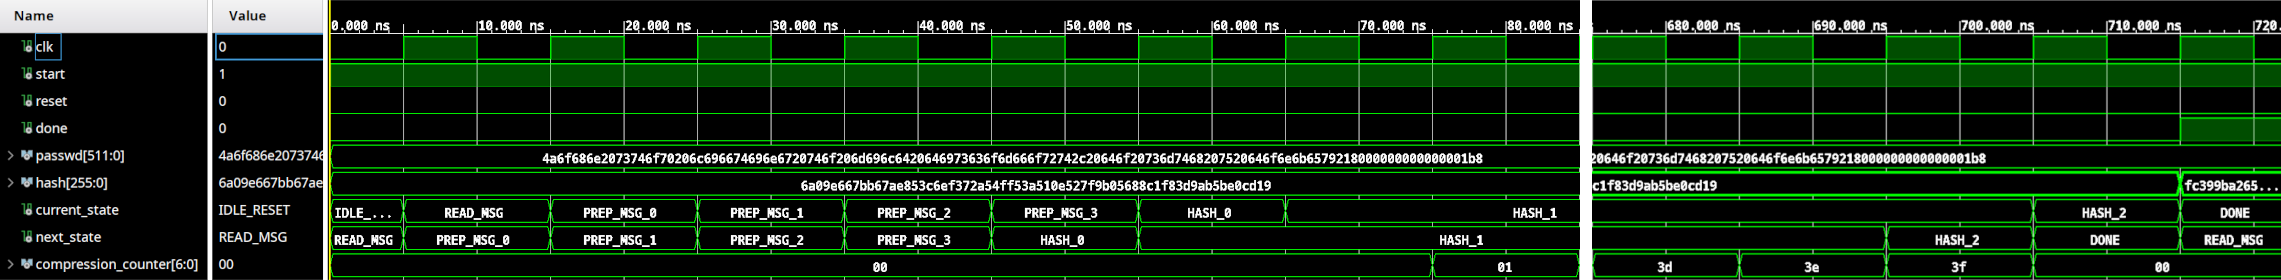 Name Value
0.000 ns 10.000 ns 20.000 ns 30.000 ns 40.000 ns 50.000 ns 60.000 ns 70.000 ns 80.000 ns 680.000 ns 690.000 ns 700.000 ns 710.000 ns 720.
clk 0
start 1
reset 0
done 0
passwd[511:0] 4a6f686e2073746 4a6f686e2073746f70206c696674696e6720746f206d696c6420646973636f6d666f72742c20646f20736d7468207520646f6e6b657921800000000000001b8 20646f20736d7468207520646f6e6b657921800000000000001b8
hash[255:0] 6a09e667bb67ae 6a09e667bb67ae853c6ef372a54ff53a510e527f9b05688c1f83d9ab5be0cd19 c1f83d9ab5be0cd19 fc399ba265...
current_state IDLE_RESET IDLE_... READ_MSG PREP_MSG_0 PREP_MSG_1 PREP_MSG_2 PREP_MSG_3 HASH_0 HASH_1 HASH_2 DONE
next_state READ_MSG READ_MSG PREP_MSG_0 PREP_MSG_1 PREP_MSG_2 PREP_MSG_3 HASH_0 HASH_1 HASH_2 DONE READ_MSG
compression_counter[6:0] 00 00 01 3d 3e 3f 00